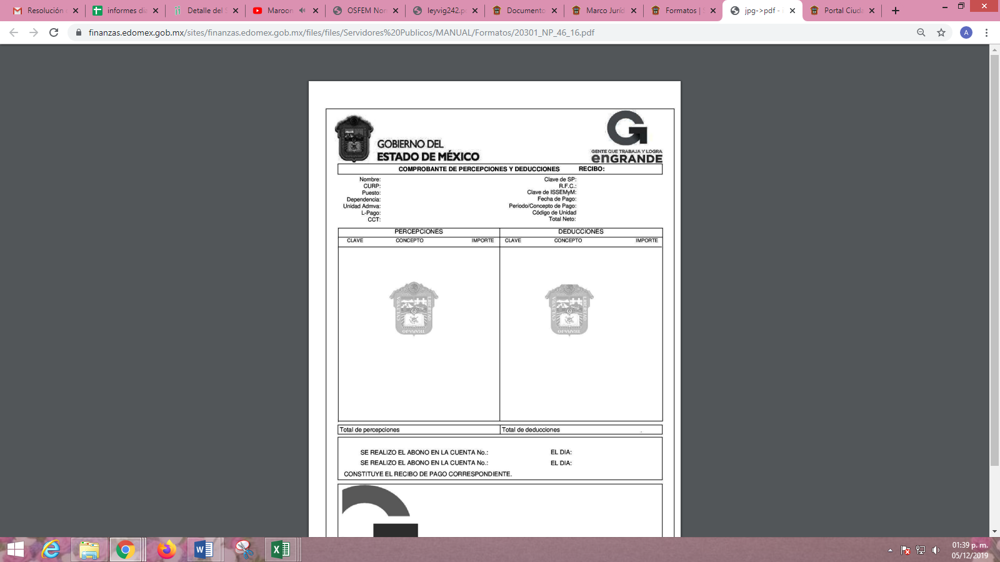 Resolución
informes dia
Detalle del S
Maroon
OSFEM Nor
leyvig242.p
Documento
Marco Juríd
Formatos | S
jpg->pdf - i
Portal Ciuda
finanzas.edomex.gob.mx/sites/finanzas.edomex.gob.mx/files/files/Servidores%20Publicos/MANUAL/Formatos/20301_NP_46_16.pdf
A
GOBIERNO DEL
ESTADO DE MÉXICO
GENTE QUE TRABAJA Y LOGRA
enGRANDE
COMPROBANTE DE PERCEPCIONES Y DEDUCCIONES RECIBO:
Nombre: Clave de SP:
CURP: R.F.C.:
Puesto: Clave de ISSEMyM:
Dependencia: Fecha de Pago:
Unidad Admva: Periodo/Concepto de Pago:
L-Pago: Código de Unidad
CCT: Total Neto:
PERCEPCIONES DEDUCCIONES
CLAVE CONCEPTO IMPORTE CLAVE CONCEPTO IMPORTE
LIBERTAD
TRABAJO
LIBERTAD
TRABAJO
Total de percepciones Total de deducciones
SE REALIZO EL ABONO EN LA CUENTA No.: EL DIA:
SE REALIZO EL ABONO EN LA CUENTA No.: EL DIA:
CONSTITUYE EL RECIBO DE PAGO CORRESPONDIENTE.
01:39 p. m.
05/12/2019